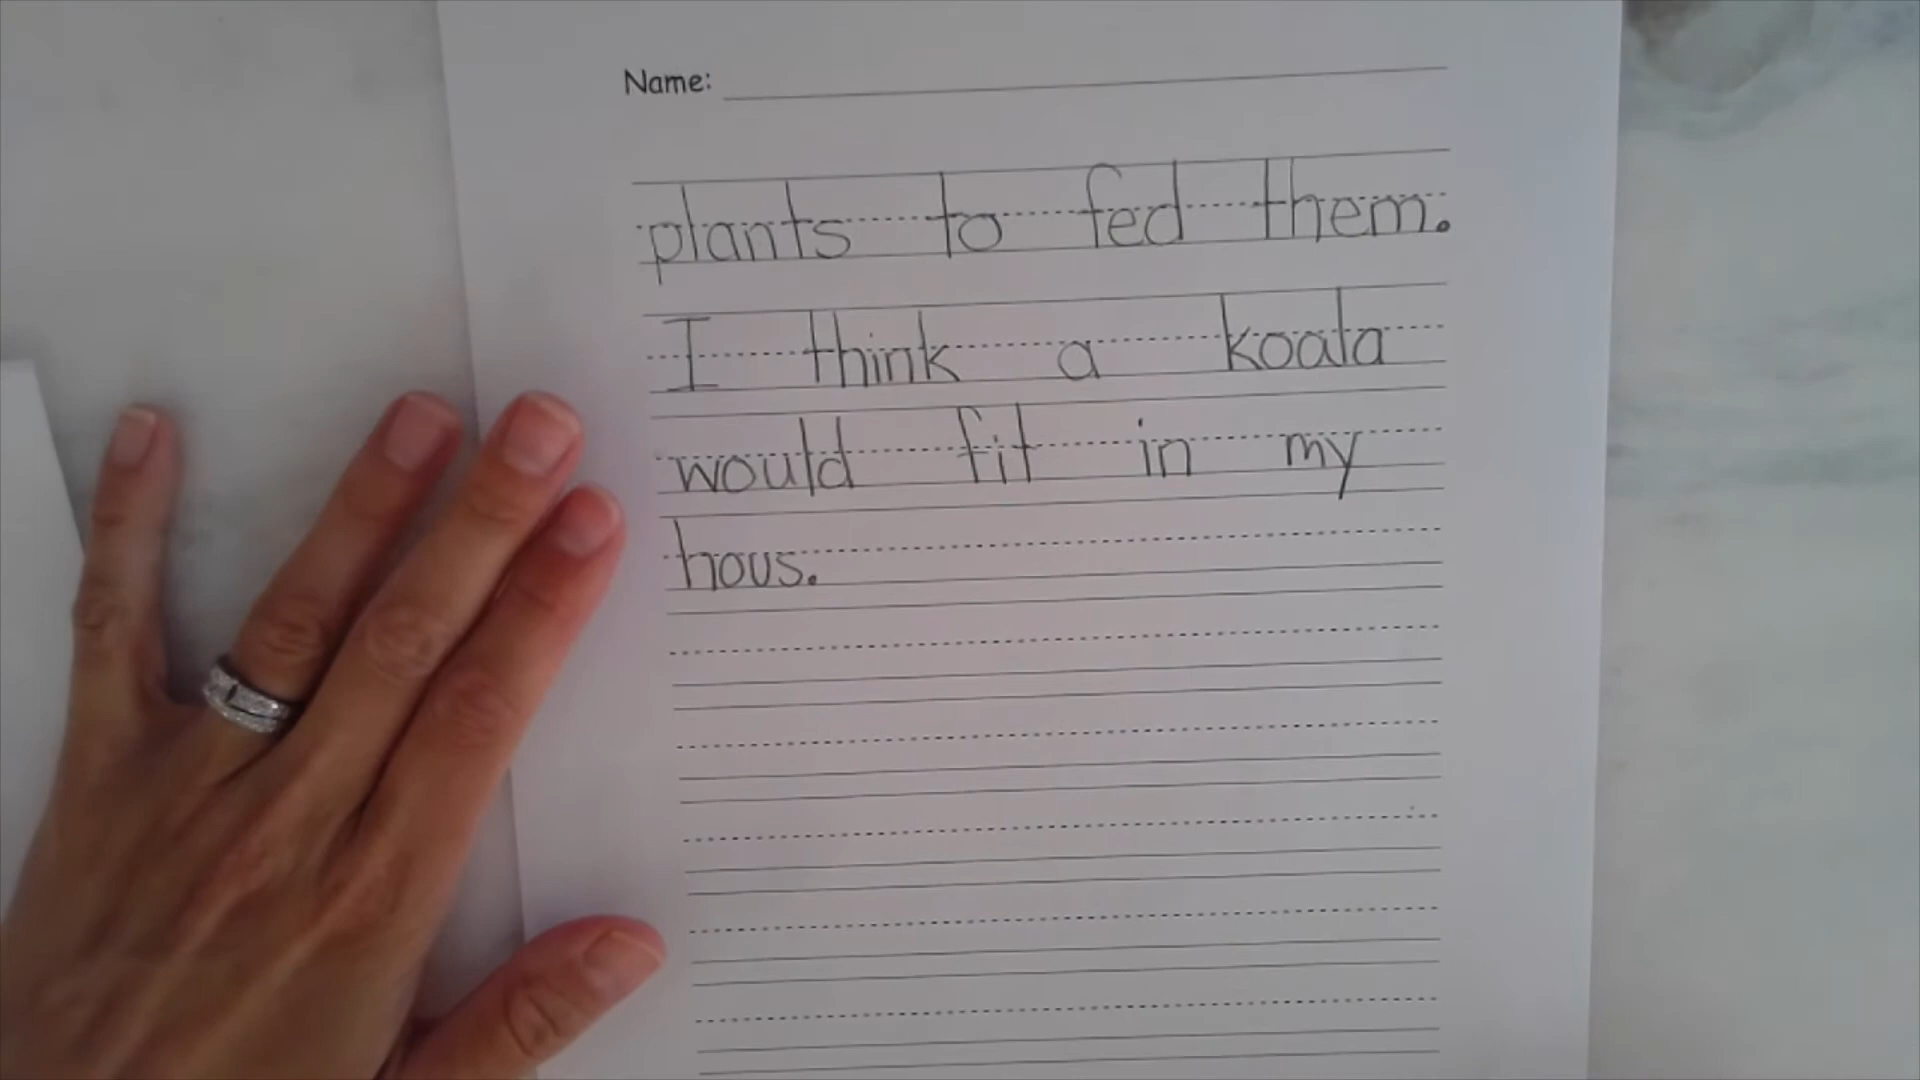 Name:
plants to fed them.
I think a koala
would fit in my
hous.